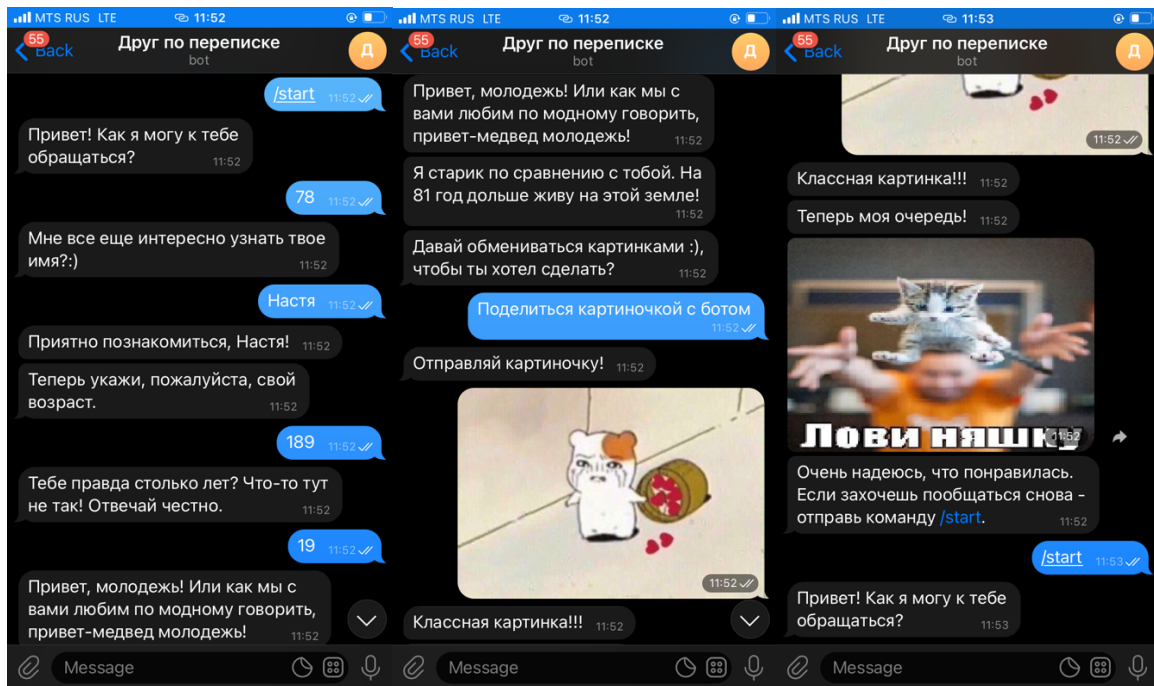 MTS RUS LTE 11:52
55
Back
Друг по переписке
bot
Д
/start 11:52
Привет! Как я могу к тебе
обращаться? 11:52
78 11:52
Мне все еще интересно узнать твое
имя?:) 11:52
Настя 11:52
Приятно познакомиться, Настя! 11:52
Теперь укажи, пожалуйста, свой
возраст. 11:52
189 11:52
Тебе правда столько лет? Что-то тут
не так! Отвечай честно. 11:52
19 11:52
Привет, молодежь! Или как мы с
вами любим по модному говорить,
привет-медвед молодежь! 11:52
Message
MTS RUS LTE 11:52
55
Back
Друг по переписке
bot
Д
Привет, молодежь! Или как мы с
вами любим по модному говорить,
привет-медвед молодежь! 11:52
Я старик по сравнению с тобой. На
81 год дольше живу на этой земле!
11:52
Давай обмениваться картинками :),
чтобы ты хотел сделать? 11:52
Поделиться картиночкой с ботом
11:52
Отправляй картиночку! 11:52
11:52
Классная картинка!!! 11:52
Message
MTS RUS LTE 11:53
55
Back
Друг по переписке
bot
Д
11:52
Классная картинка!!! 11:52
Теперь моя очередь! 11:52
Лови няшку
11:52
Очень надеюсь, что понравилась.
Если захочешь пообщаться снова -
отправь команду /start. 11:52
/start 11:53
Привет! Как я могу к тебе
обращаться? 11:53
Message